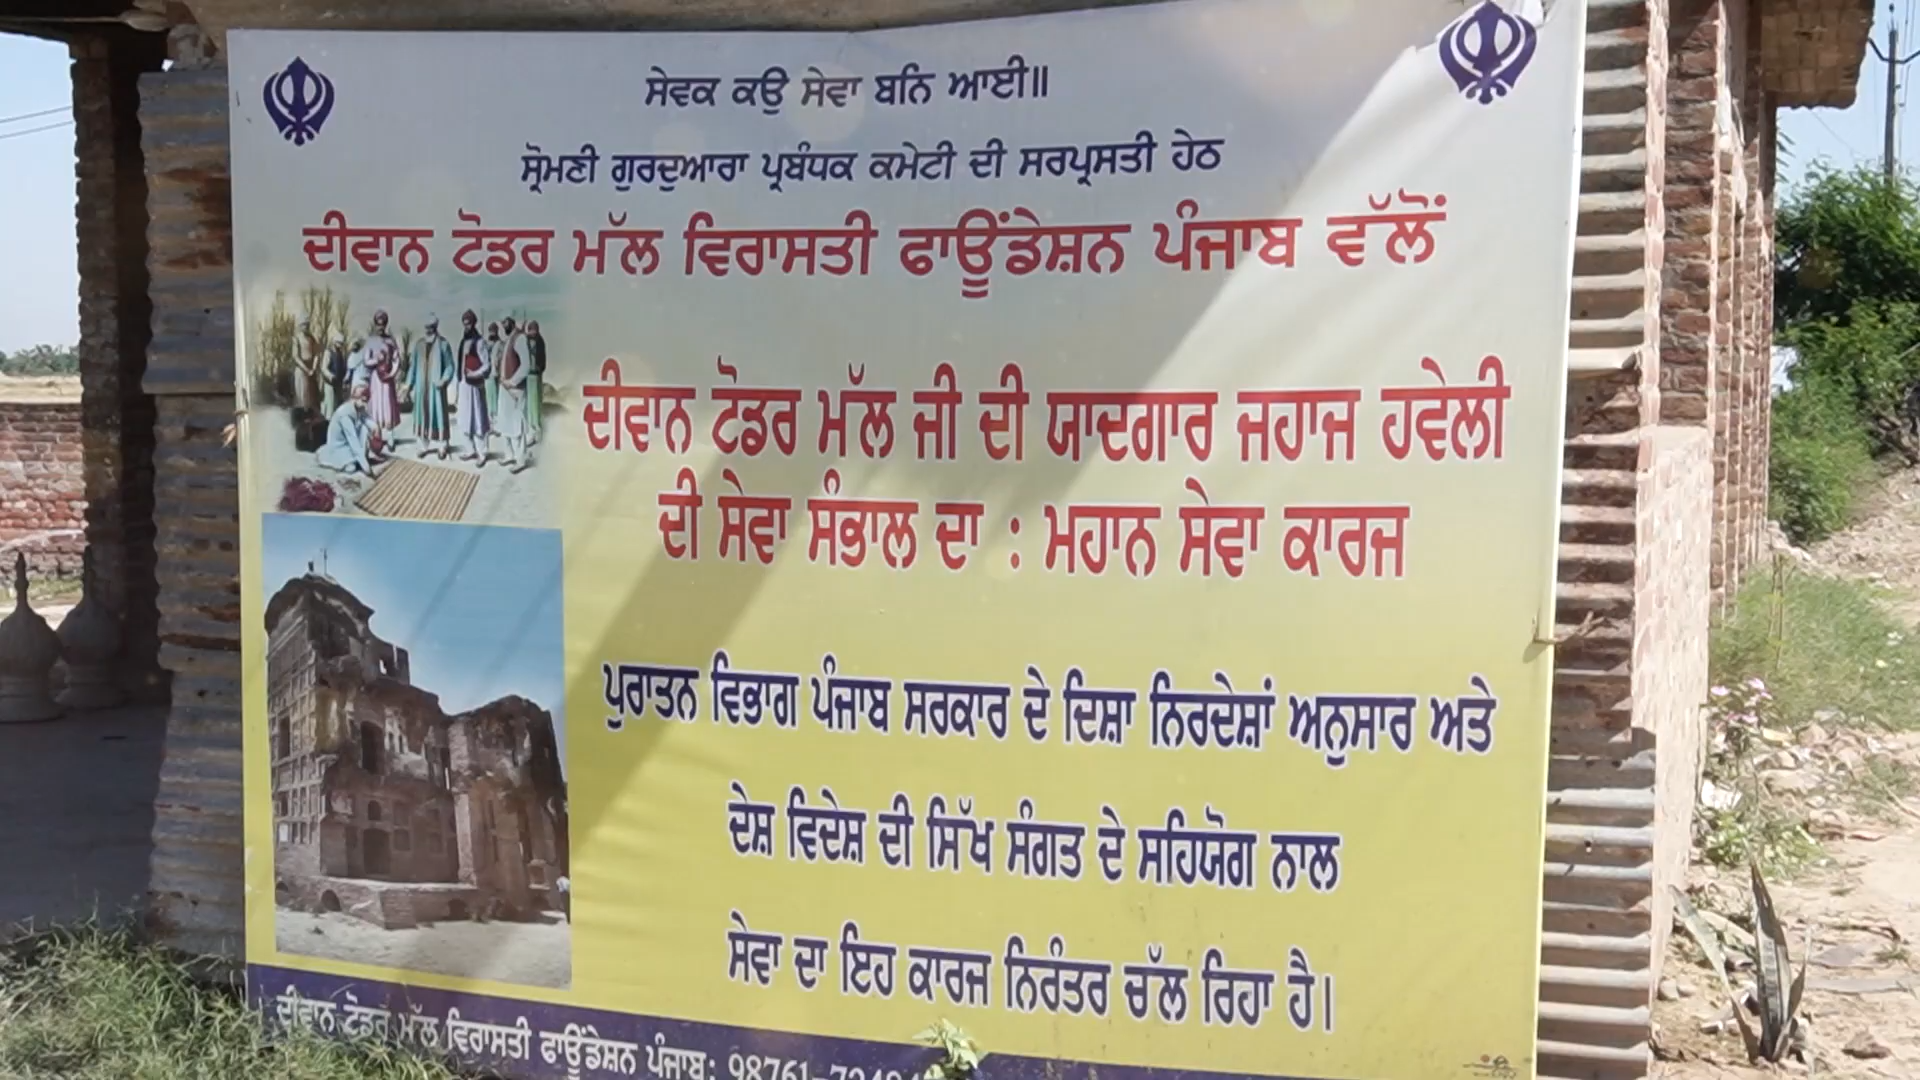 ਸੇਵਕ ਕਉ ਸੇਵਾ ਬਨਿ ਆਈ॥
ਸ਼੍ਰੋਮਣੀ ਗੁਰਦੁਆਰਾ ਪ੍ਰਬੰਧਕ ਕਮੇਟੀ ਦੀ ਸਰਪ੍ਰਸਤੀ ਹੇਠ
ਦੀਵਾਨ ਟੋਡਰ ਮੱਲ ਵਿਰਾਸਤੀ ਫਾਊਂਡੇਸ਼ਨ ਪੰਜਾਬ ਵੱਲੋਂ
ਦੀਵਾਨ ਟੋਡਰ ਮੱਲ ਜੀ ਦੀ ਯਾਦਗਾਰ ਜਹਾਜ ਹਵੇਲੀ
ਦੀ ਸੇਵਾ ਸੰਭਾਲ ਦਾ : ਮਹਾਨ ਸੇਵਾ ਕਾਰਜ
ਪੁਰਾਤਨ ਵਿਭਾਗ ਪੰਜਾਬ ਸਰਕਾਰ ਦੇ ਦਿਸ਼ਾ ਨਿਰਦੇਸ਼ਾਂ ਅਨੁਸਾਰ ਅਤੇ
ਦੇਸ਼ ਵਿਦੇਸ਼ ਦੀ ਸਿੱਖ ਸੰਗਤ ਦੇ ਸਹਿਯੋਗ ਨਾਲ
ਸੇਵਾ ਦਾ ਇਹ ਕਾਰਜ ਨਿਰੰਤਰ ਚੱਲ ਰਿਹਾ ਹੈ।
ਦੀਵਾਨ ਟੋਡਰ ਮੱਲ ਵਿਰਾਸਤੀ ਫਾਊਂਡੇਸ਼ਨ ਪੰਜਾਬ: